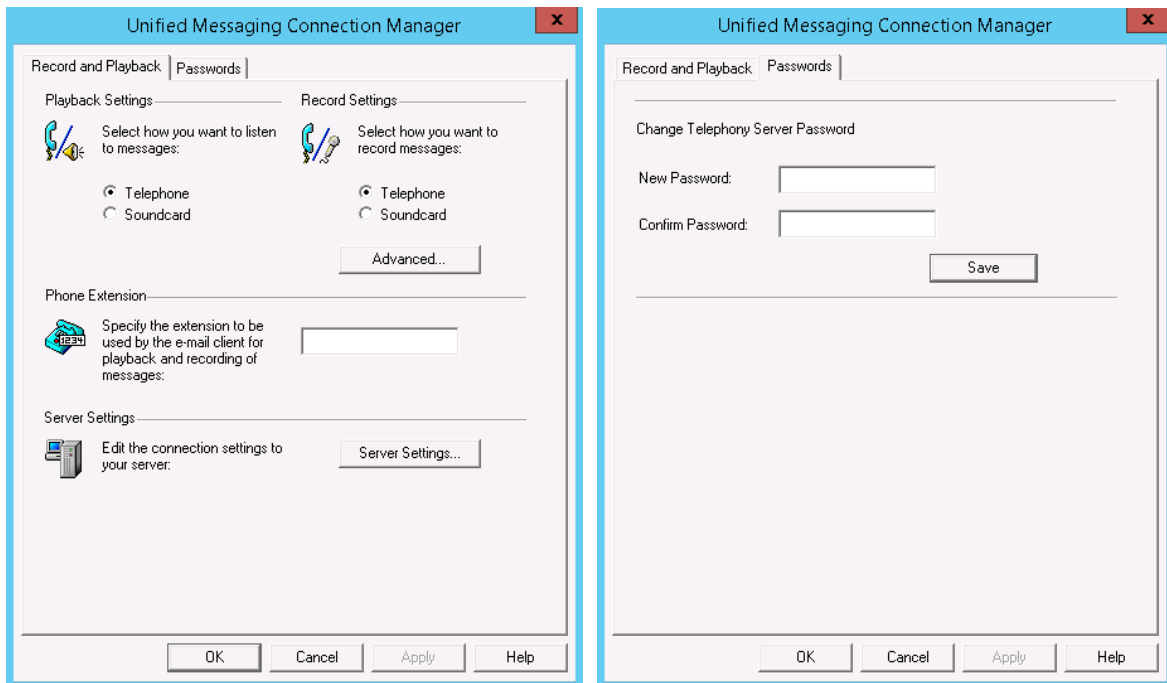 Unified Messaging Connection Manager
x
Record and Playback
Passwords
Playback Settings
Select how you want to listen
to messages:
Telephone
Soundcard
Record Settings
Select how you want to
record messages:
Telephone
Soundcard
Advanced...
Phone Extension
1234
Specify the extension to be
used by the e-mail client for
playback and recording of
messages:
Server Settings
Edit the connection settings to
your server:
Server Settings...
OK
Cancel
Apply
Help
Unified Messaging Connection Manager
x
Record and Playback
Passwords
Change Telephony Server Password
New Password:
Confirm Password:
Save
OK
Cancel
Apply
Help